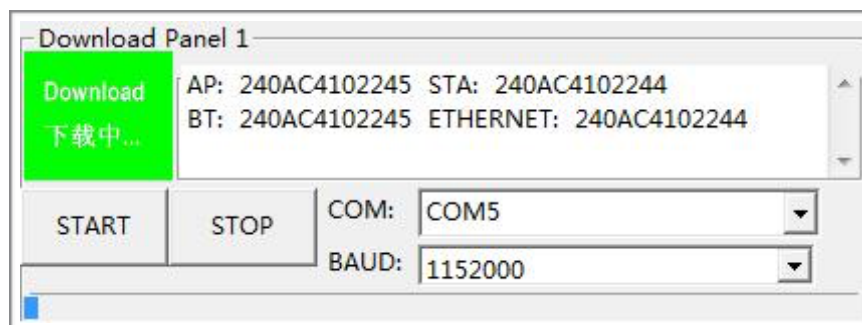 Download Panel 1
Download
下载中...
AP: 240AC4102245 STA: 240AC4102244
BT: 240AC4102245 ETHERNET: 240AC4102244
START
STOP
COM: COM5
BAUD: 1152000